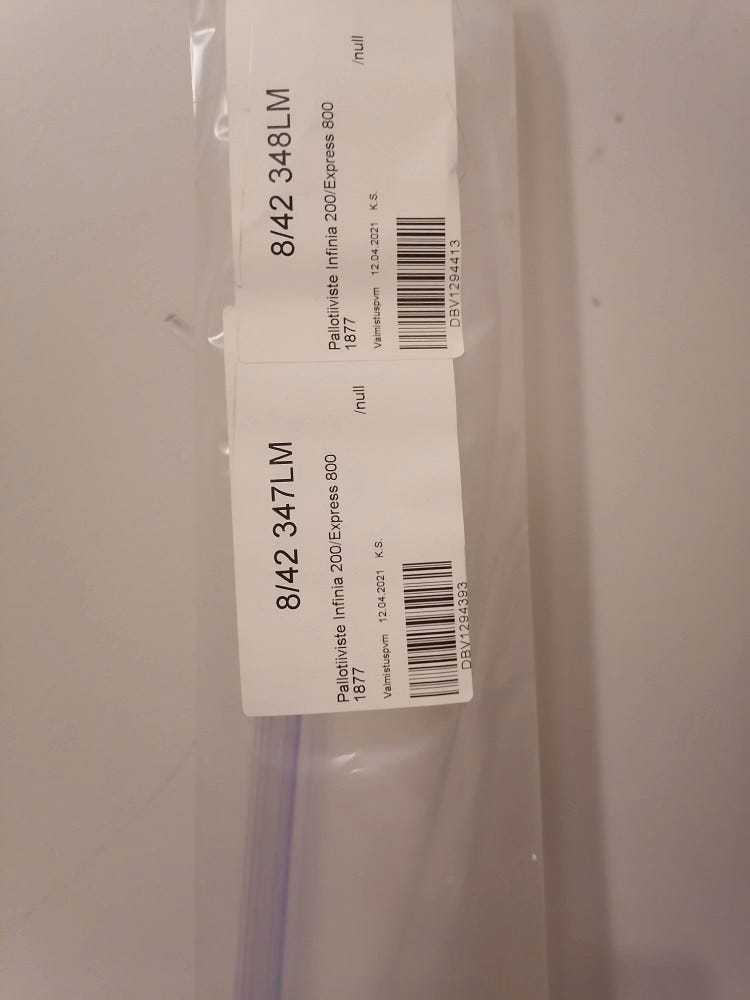 8/42 348LM
Pallotiiviste Infinia 200/Express 800
1877
/null
Valmistuspvm 12.04.2021 K.S.
DBV1294413
8/42 347LM
Pallotiiviste Infinia 200/Express 800
1877
/null
Valmistuspvm 12.04.2021 K.S.
DBV1294393